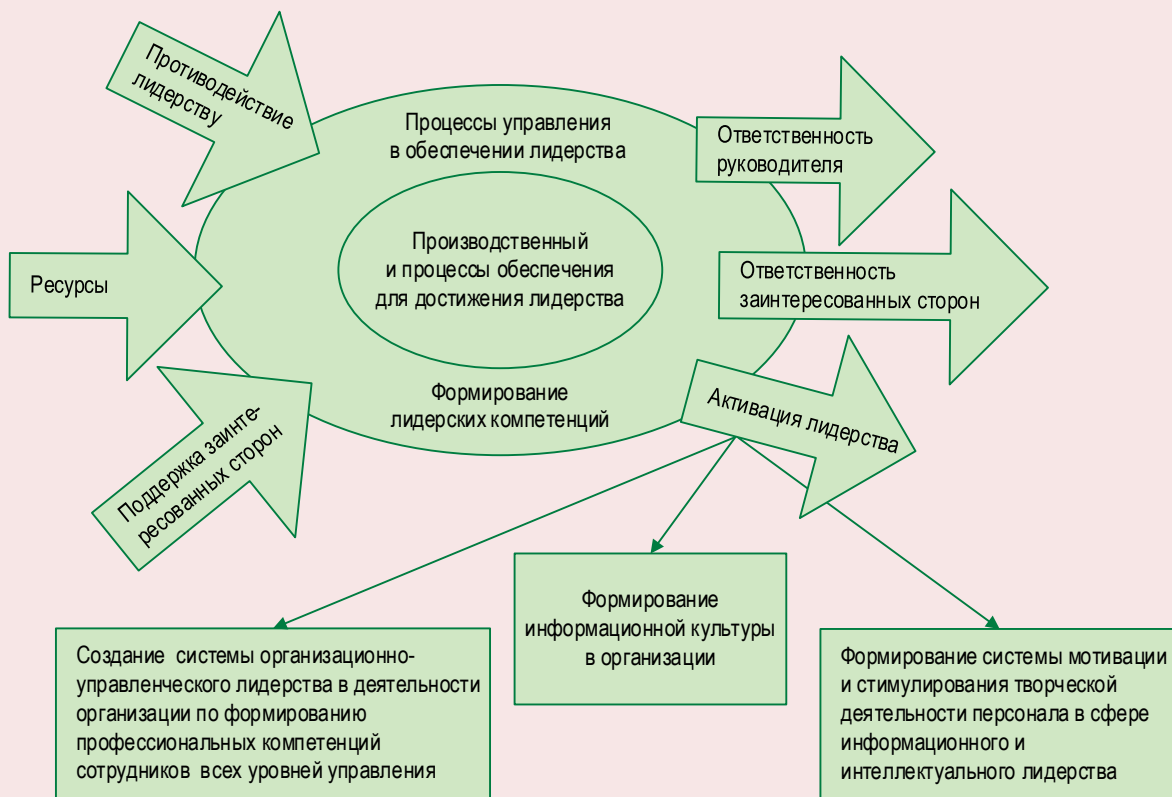 Противодействие
лидерству
Процессы управления
в обеспечении лидерства
Ответственность
руководителя
Ресурсы
Производственный
и процессы обеспечения
для достижения лидерства
Ответственность
заинтересованных сторон
Поддержка заинте-
ресованных сторон
Формирование
лидерских компетенций
Активация лидерства
Создание системы организационно-
управленческого лидерства в деятельности
организации по формированию
профессиональных компетенций
сотрудников всех уровней управления
Формирование
информационной культуры
в организации
Формирование системы мотивации
и стимулирования творческой
деятельности персонала в сфере
информационного и
интеллектуального лидерства